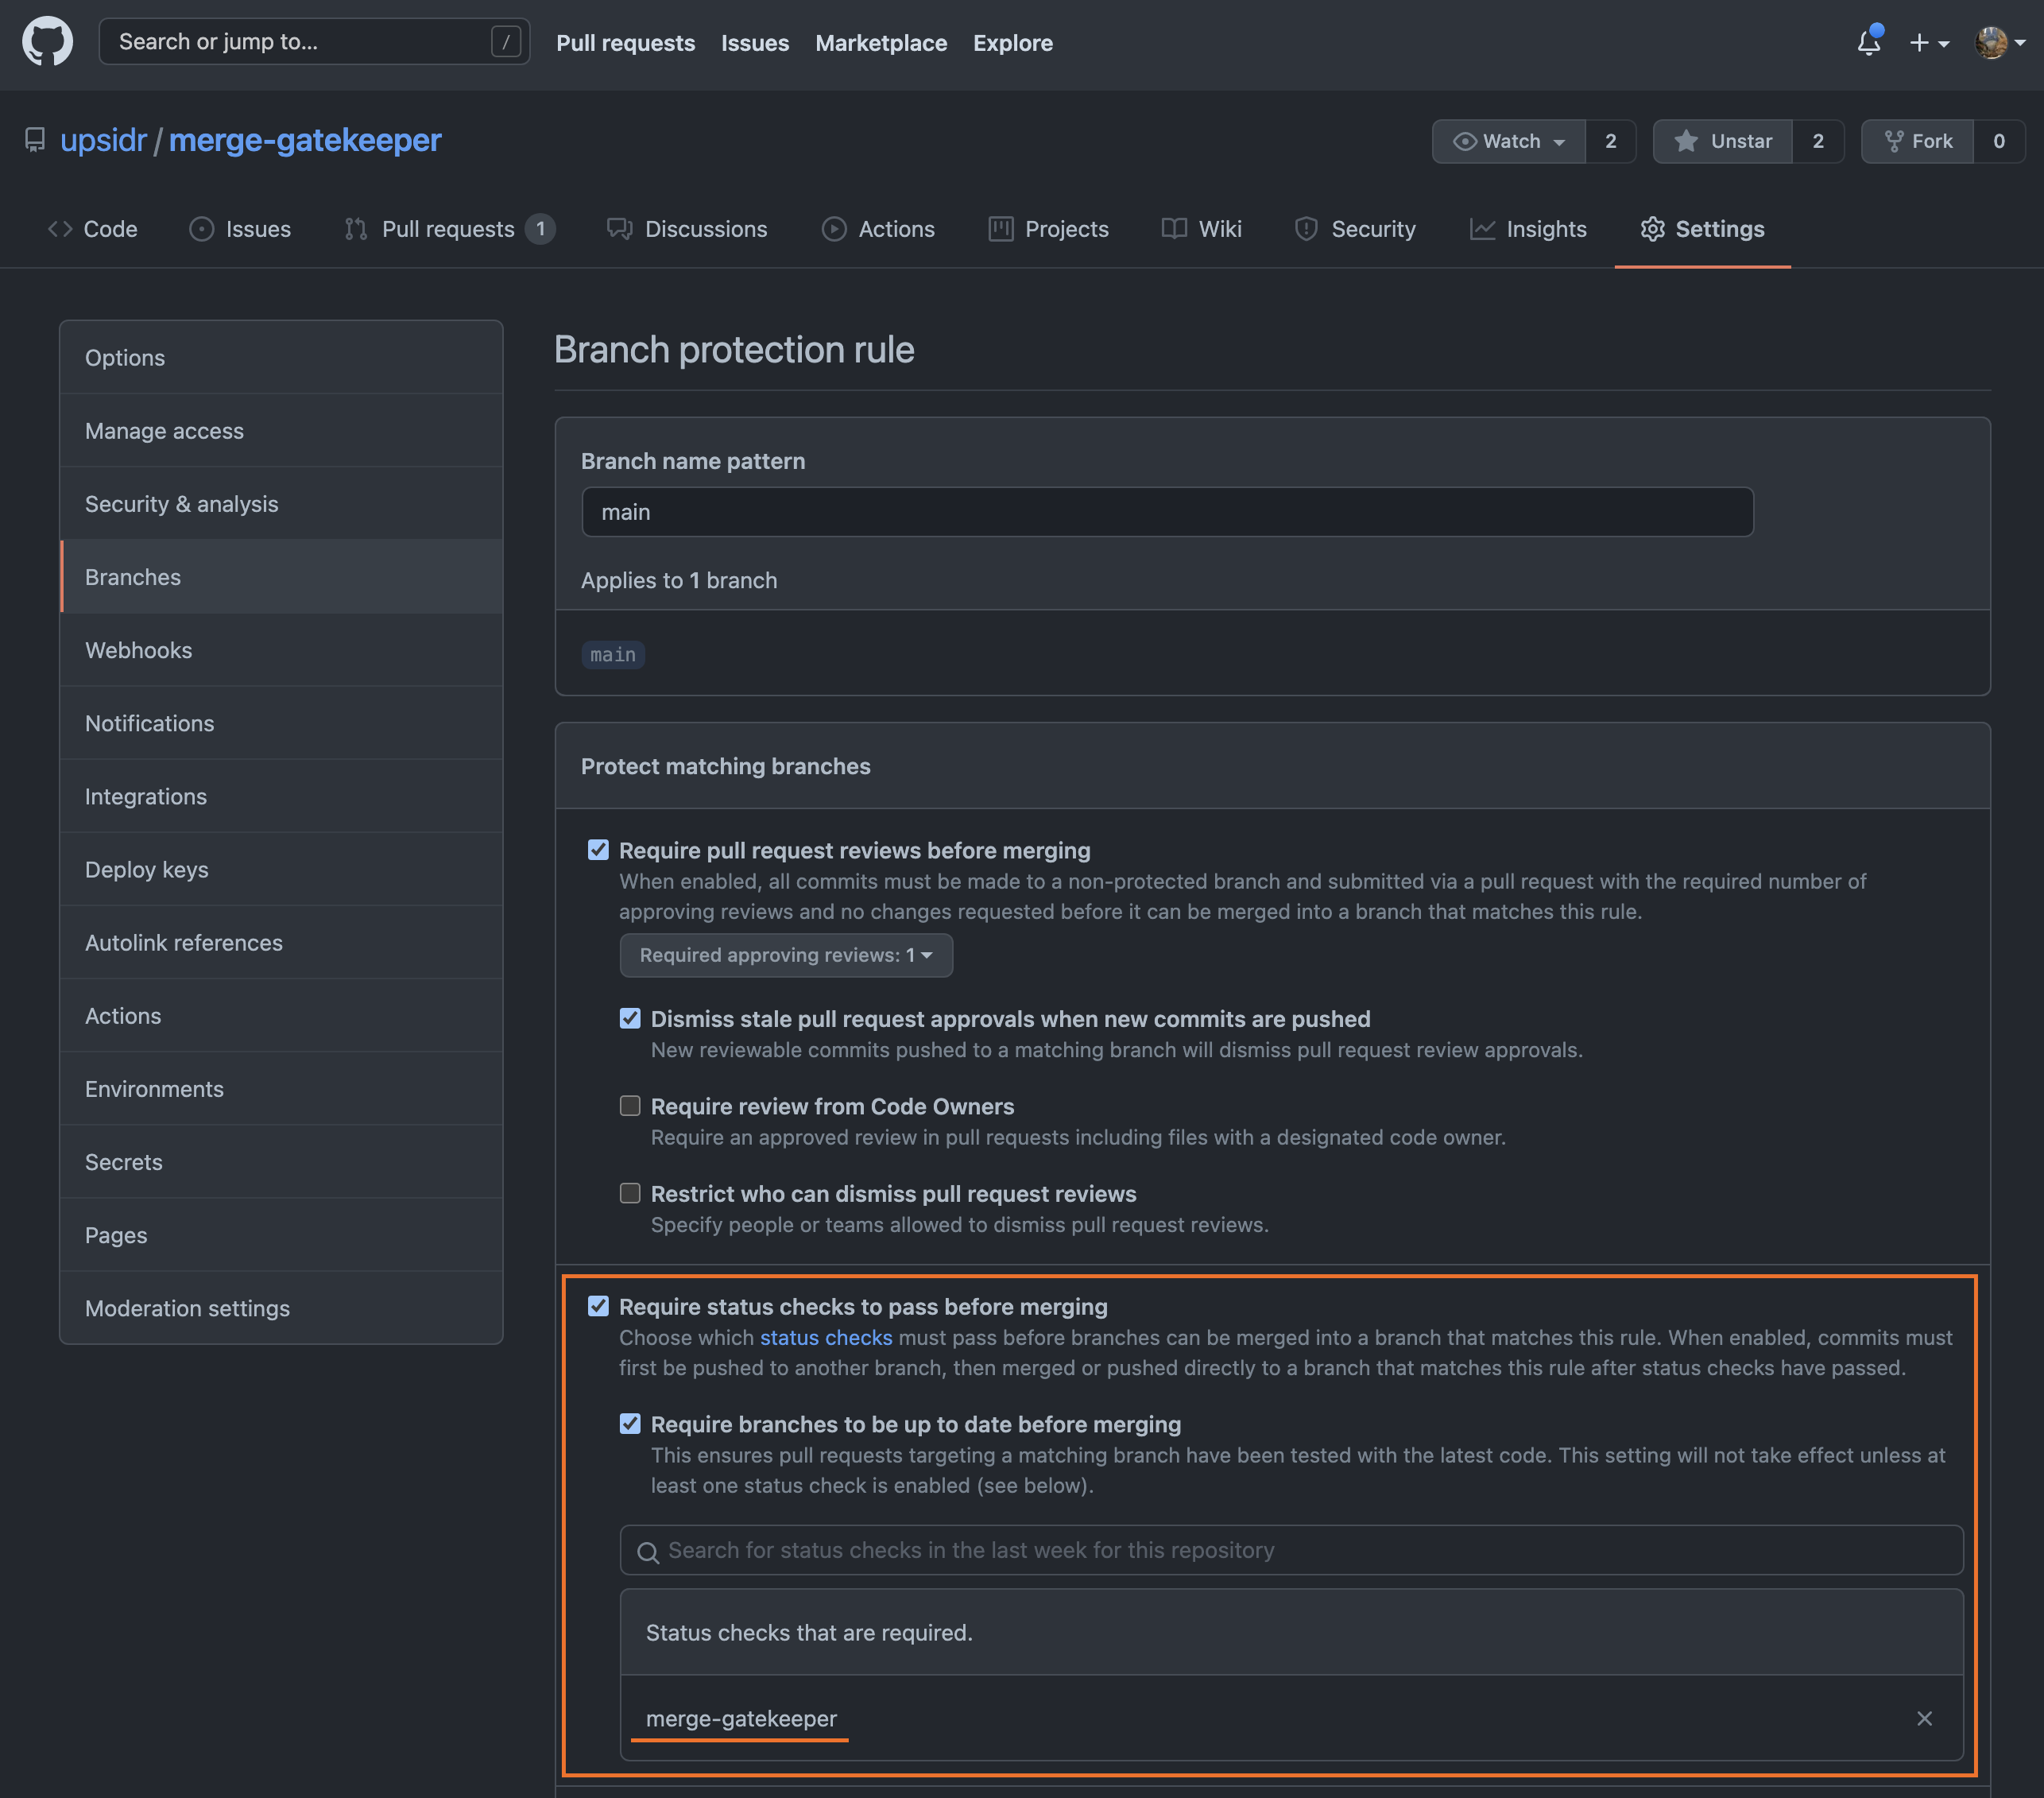 Search or jump to... /
Pull requests Issues Marketplace Explore
upsidr / merge-gatekeeper
Watch 2 Unstar 2 Fork 0
Code Issues Pull requests 1 Discussions Actions Projects Wiki Security Insights Settings
Options
Manage access
Security & analysis
Branches
Webhooks
Notifications
Integrations
Deploy keys
Autolink references
Actions
Environments
Secrets
Pages
Moderation settings
Branch protection rule
Branch name pattern
main
Applies to 1 branch
main
Protect matching branches
Require pull request reviews before merging
When enabled, all commits must be made to a non-protected branch and submitted via a pull request with the required number of
approving reviews and no changes requested before it can be merged into a branch that matches this rule.
Required approving reviews: 1
Dismiss stale pull request approvals when new commits are pushed
New reviewable commits pushed to a matching branch will dismiss pull request review approvals.
Require review from Code Owners
Require an approved review in pull requests including files with a designated code owner.
Restrict who can dismiss pull request reviews
Specify people or teams allowed to dismiss pull request reviews.
Require status checks to pass before merging
Choose which status checks must pass before branches can be merged into a branch that matches this rule. When enabled, commits must
first be pushed to another branch, then merged or pushed directly to a branch that matches this rule after status checks have passed.
Require branches to be up to date before merging
This ensures pull requests targeting a matching branch have been tested with the latest code. This setting will not take effect unless at
least one status check is enabled (see below).
Search for status checks in the last week for this repository
Status checks that are required.
merge-gatekeeper